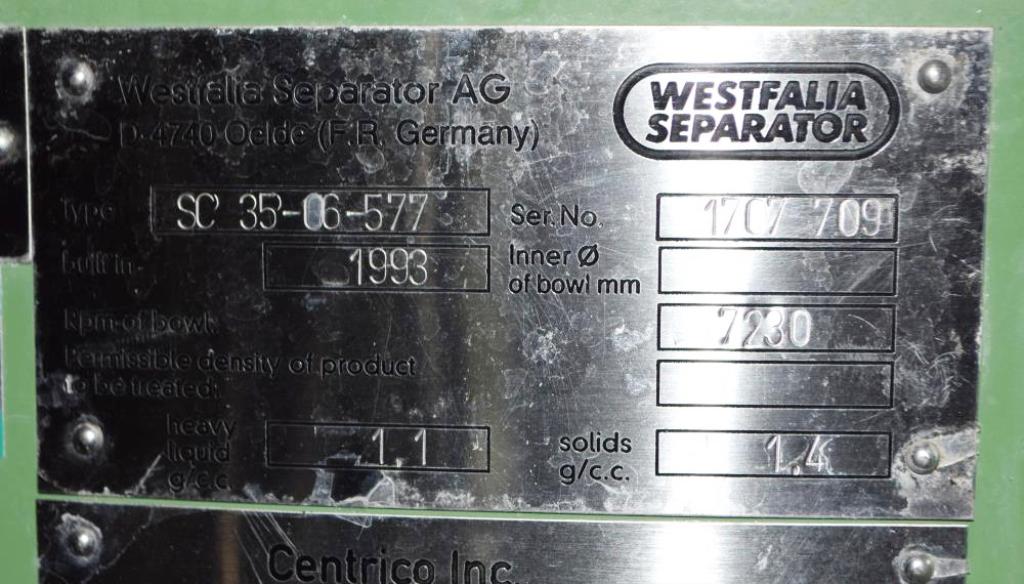 Westfalia Separator AG
D-4740 Oelde (F.R. Germany)
WESTFALIA
SEPARATOR
Type SC 35-06-577 Ser.No. 1707 709
built in 1993 Inner Ø
of bowl mm
Rpm of bowl: 7230
Permissible density of product
to be treated:
heavy
liquid
g/c.c. 1.1 solids
g/c.c. 1,4
Centrico Inc.